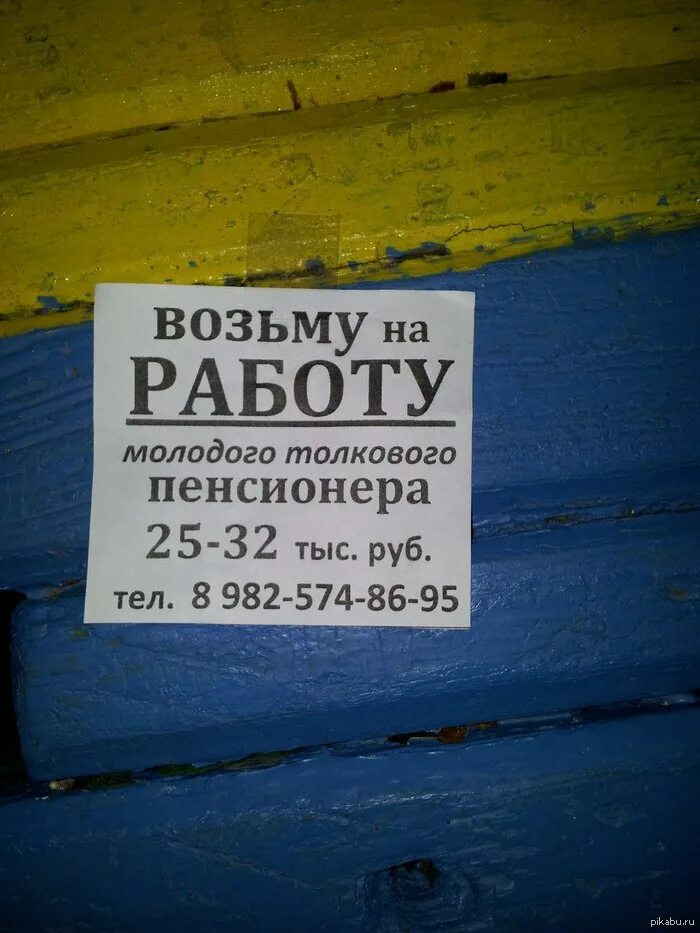 возьму на
РАБОТУ
молодого толкового
пенсионера
25-32 тыс. руб.
тел. 8 982-574-86-95
pikabu.ru